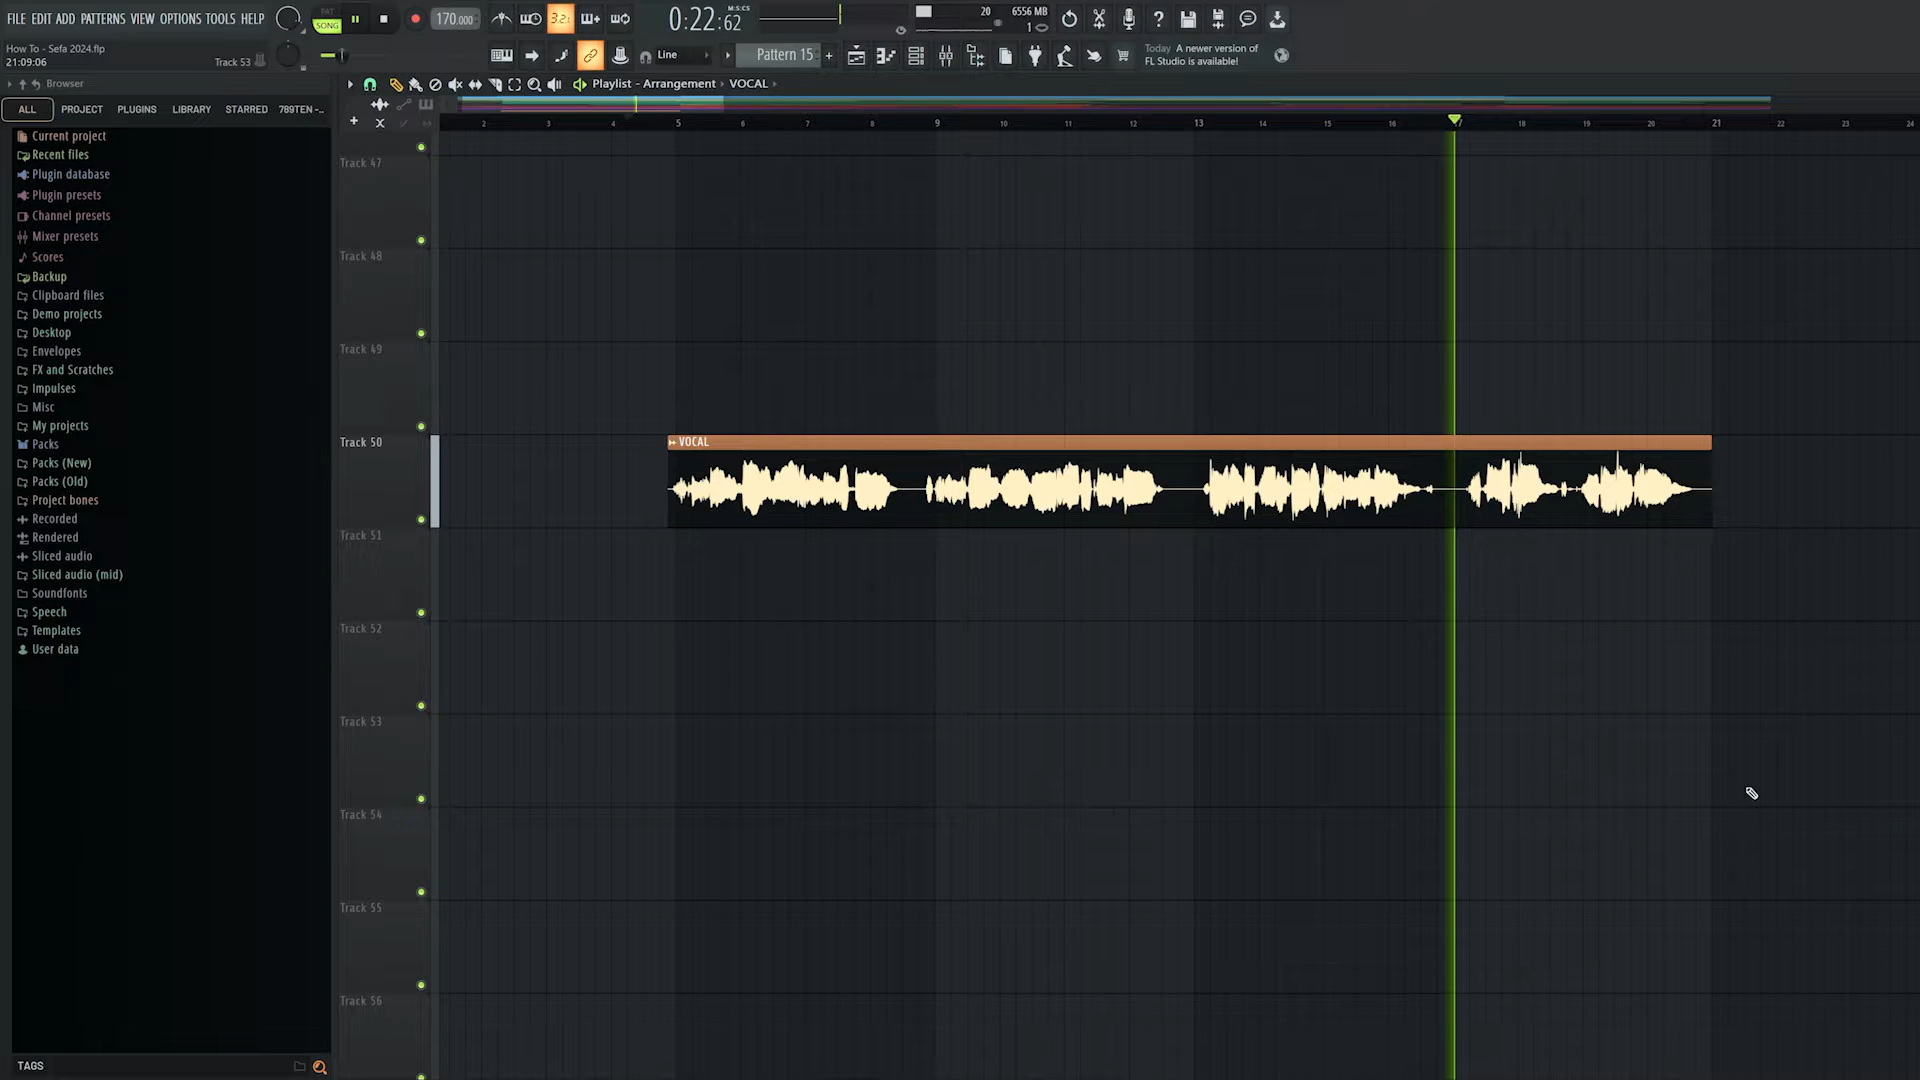 FILE EDIT ADD PATTERNS VIEW OPTIONS TOOLS HELP
PAT
SONG
170.000
3.2.
0:22:62
M:S:CS
20
6556 MB
1
How To - Sefa 2024.flp
21:09:06
Track 53
Line
Pattern 15
+
Today A newer version of
FL Studio is available!
Browser
Playlist - Arrangement › VOCAL ›
ALL
PROJECT
PLUGINS
LIBRARY
STARRED
789TEN -..
2 3 4 5 6 7 8 9 10 11 12 13 14 15 16 17 18 19 20 21 22 23 24
Current project
Recent files
Plugin database
Plugin presets
Channel presets
Mixer presets
Scores
Backup
Clipboard files
Demo projects
Desktop
Envelopes
FX and Scratches
Impulses
Misc
My projects
Packs
Packs (New)
Packs (Old)
Project bones
Recorded
Rendered
Sliced audio
Sliced audio (mid)
Soundfonts
Speech
Templates
User data
Track 47
Track 48
Track 49
Track 50
VOCAL
Track 51
Track 52
Track 53
Track 54
Track 55
Track 56
TAGS